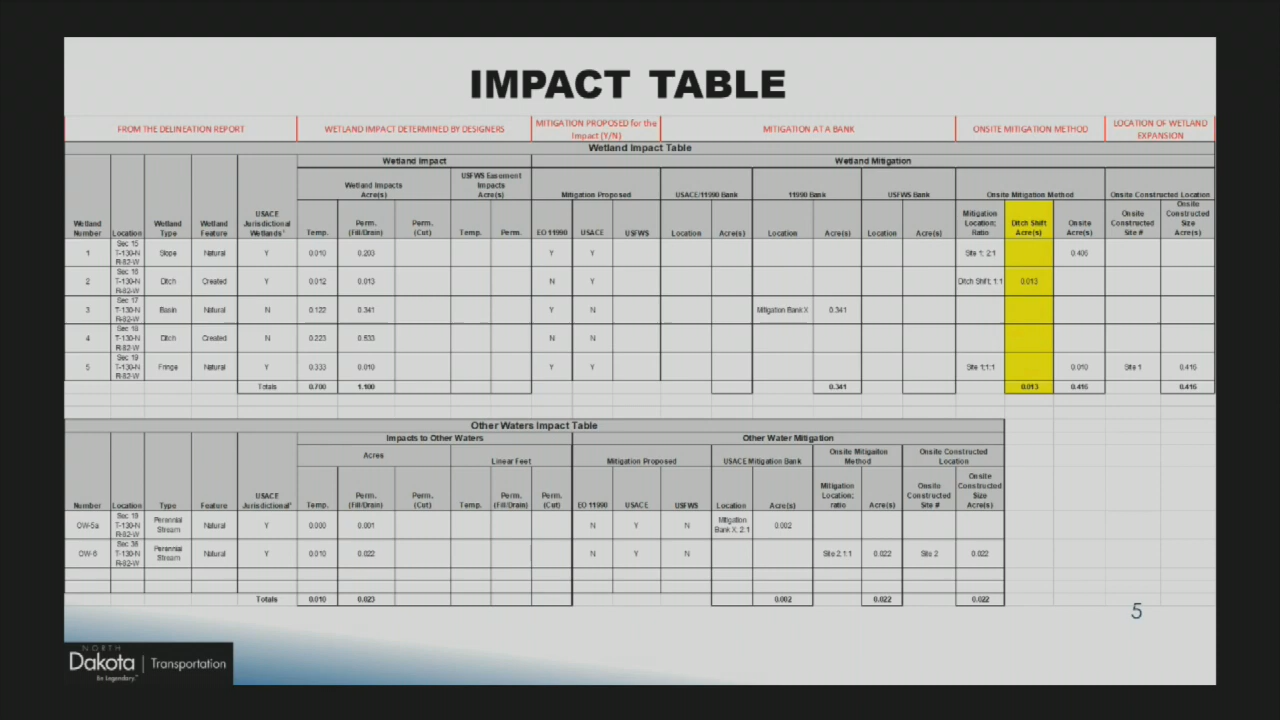 IMPACT TABLE
FROM THE DELINEATION REPORT WETLAND IMPACT DETERMINED BY DESIGNERS MITIGATION PROPOSED for the Impact (Y/N) MITIGATION AT A BANK ONSITE MITIGATION METHOD LOCATION OF WETLAND EXPANSION
Wetland Impact Table
Wetland Impact Wetland Mitigation
Wetland Impacts Acre(s) USFWS Easement Impacts Acre(s) Mitigation Proposed USACE/11990 Bank 11990 Bank USFWS Bank Onsite Mitigation Method Onsite Constructed Location
Wetland Number Location Wetland Type Wetland Feature USACE Jurisdictional Wetlands¹ Temp. Perm. (Fill/Drain) Perm. (Cut) Temp. Perm. EO 11990 USACE USFWS Location Acre(s) Location Acre(s) Location Acre(s) Mitigation Location; Ratio Ditch Shift Acre(s) Onsite Acre(s) Onsite Constructed Site # Onsite Constructed Size Acre(s)
1 Sec 15 T-130-N R-82-W Slope Natural Y 0.010 0.203 Y Y Site 1; 2:1 0.406
2 Sec 16 T-130-N R-82-W Ditch Created Y 0.012 0.013 N Y Ditch Shift; 1:1 0.013
3 Sec 17 T-130-N R-82-W Basin Natural N 0.122 0.341 Y N Mitigation Bank X 0.341
4 Sec 18 T-130-N R-82-W Ditch Created N 0.223 0.533 N N
5 Sec 19 T-130-N R-82-W Fringe Natural Y 0.333 0.010 Y Y Site 1;1:1 0.010 Site 1 0.416
Totals 0.700 1.100 0.341 0.013 0.416 0.416
Other Waters Impact Table
Impacts to Other Waters Other Water Mitigation
Acres Linear Feet Mitigation Proposed USACE Mitigation Bank Onsite Mitigation Method Onsite Constructed Location
Number Location Type Feature USACE Jurisdictional¹ Temp. Perm. (Fill/Drain) Perm. (Cut) Temp. Perm. (Fill/Drain) Perm. (Cut) EO 11990 USACE USFWS Location Acre(s) Mitigation Location; ratio Acre(s) Onsite Constructed Site # Onsite Constructed Size Acre(s)
OW-5a Sec 19 T-130-N R-82-W Perennial Stream Natural Y 0.000 0.001 N Y N Mitigation Bank X; 2:1 0.002
OW-6 Sec 36 T-130-N R-82-W Perennial Stream Natural Y 0.010 0.022 N Y N Site 2;1:1 0.022 Site 2 0.022
Totals 0.010 0.023 0.002 0.022 0.022
5
NORTH
Dakota | Transportation
Be Legendary.™